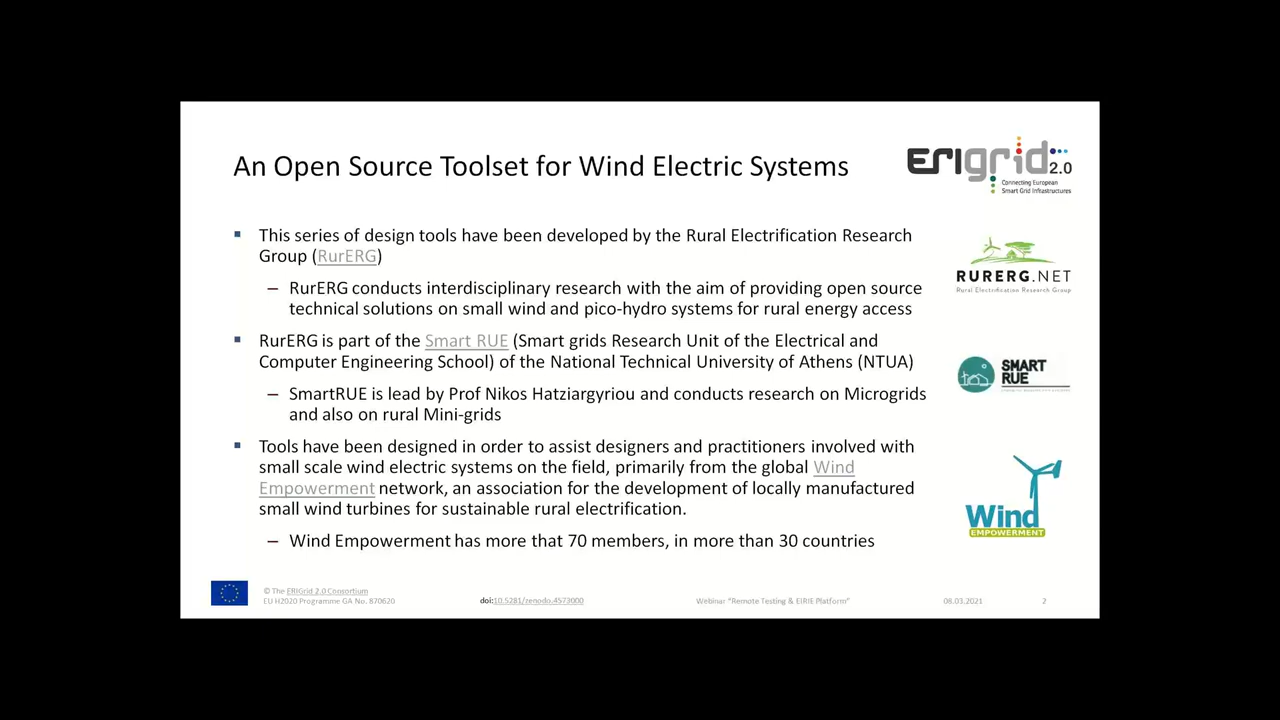 An Open Source Toolset for Wind Electric Systems
ERIgrid 2.0
Connecting European
Smart Grid Infrastructures
This series of design tools have been developed by the Rural Electrification Research
Group (RurERG)
– RurERG conducts interdisciplinary research with the aim of providing open source
technical solutions on small wind and pico-hydro systems for rural energy access
RURERG.NET
Rural Electrification Research Group
RurERG is part of the Smart RUE (Smart grids Research Unit of the Electrical and
Computer Engineering School) of the National Technical University of Athens (NTUA)
– SmartRUE is lead by Prof Nikos Hatziargyriou and conducts research on Microgrids
and also on rural Mini-grids
SMART
RUE
Tools have been designed in order to assist designers and practitioners involved with
small scale wind electric systems on the field, primarily from the global Wind
Empowerment network, an association for the development of locally manufactured
small wind turbines for sustainable rural electrification.
– Wind Empowerment has more that 70 members, in more than 30 countries
Wind
EMPOWERMENT
© The ERIGrid 2.0 Consortium
EU H2020 Programme GA No. 870620
doi:10.5281/zenodo.4573000
Webinar "Remote Testing & EIRIE Platform"
08.03.2021
2